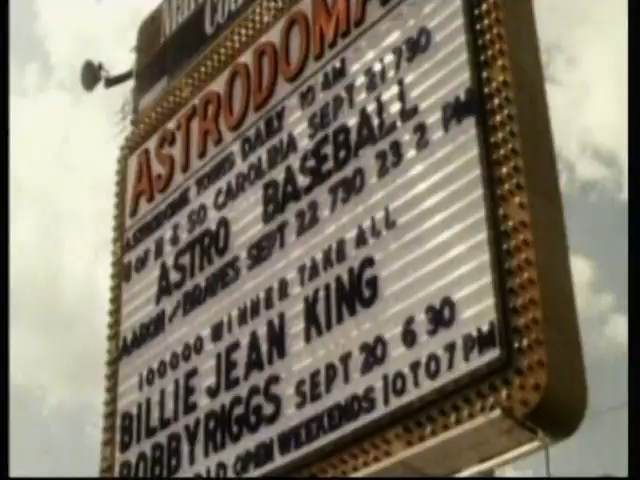 ASTRODOMA
ASTRODOME TOURS DAILY 10 AM
U OF H & SO CAROLINA SEPT 21 730
ASTRO BASEBALL
AARON AND BRAVES SEPT 22 730 23 2 PM
100000 WINNER TAKE ALL
BILLIE JEAN KING
BOBBY RIGGS SEPT 20 6 30
OPEN WEEKENDS 10 TO 7 PM